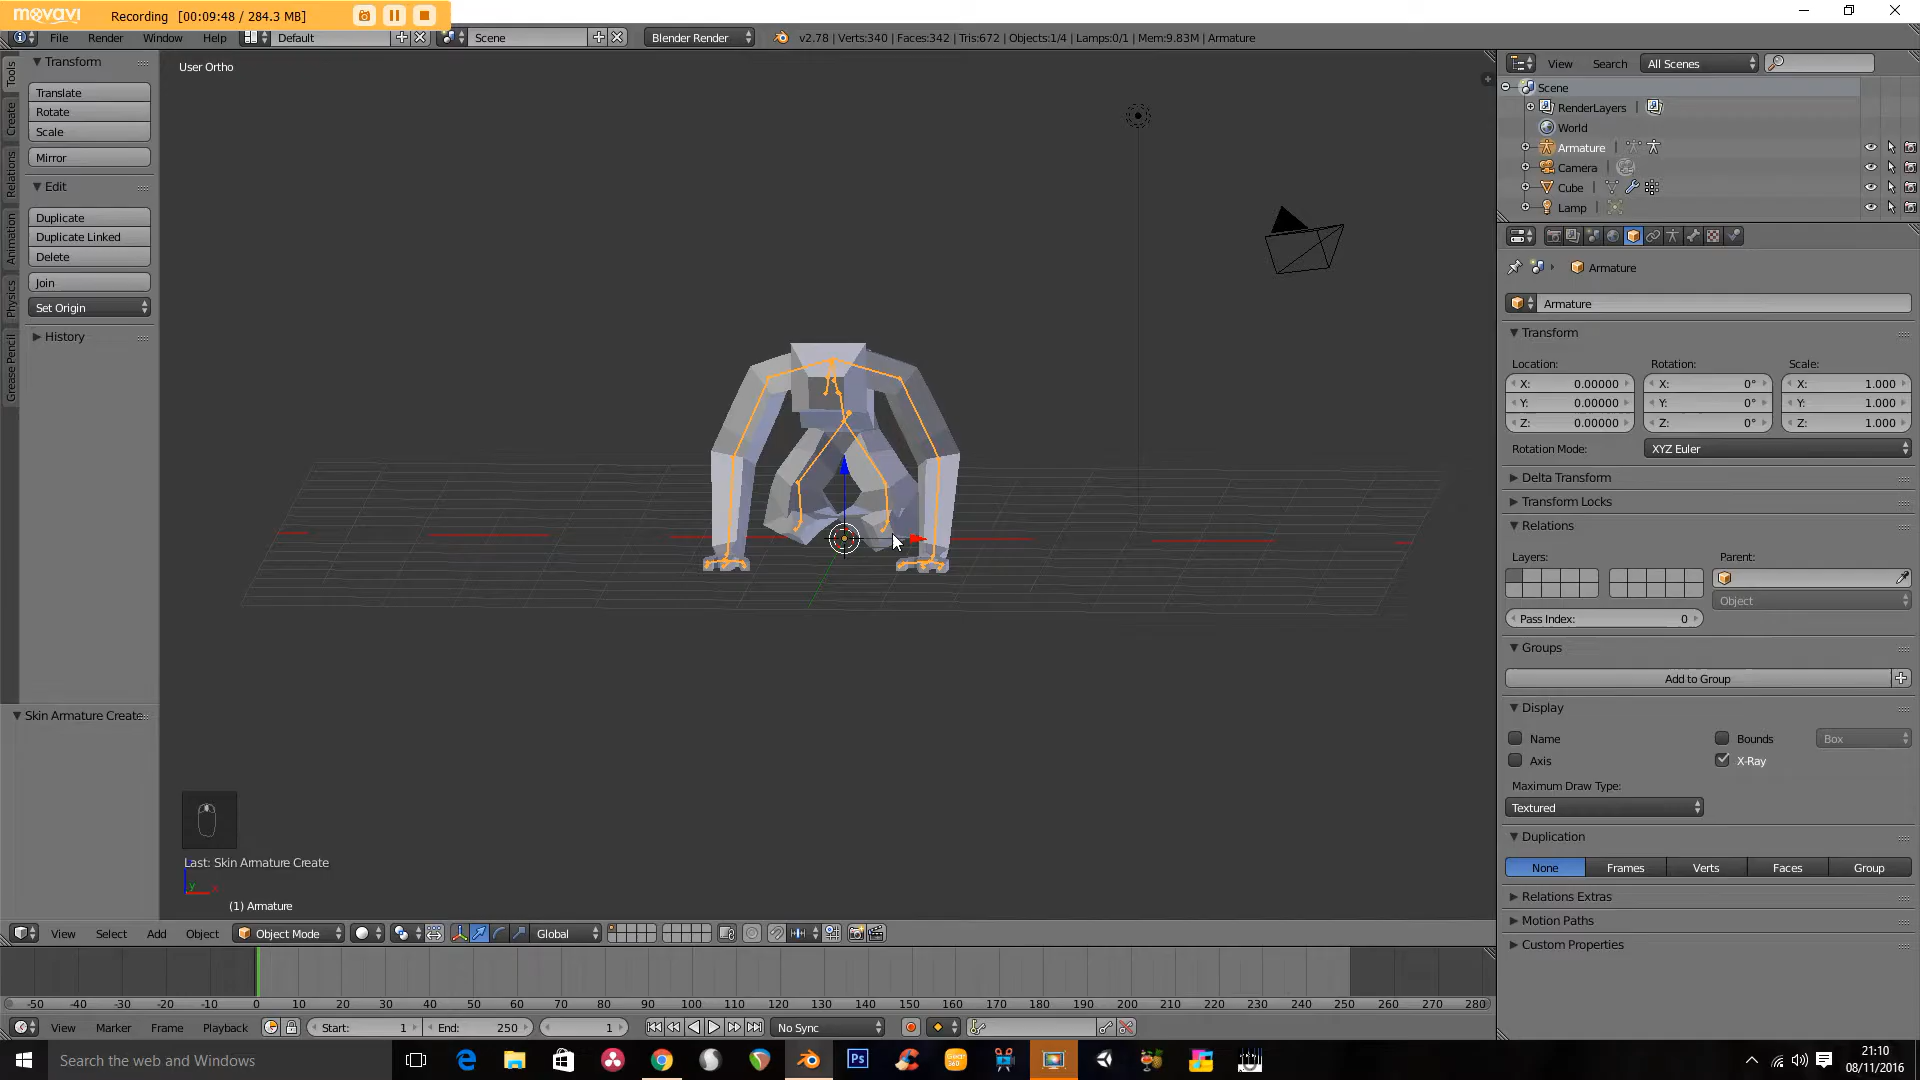 movavi
Recording [00:09:48 / 284.3 MB]
File Render Window Help Default Scene Blender Render v2.78 | Verts:340 | Faces:342 | Tris:672 | Objects:1/4 | Lamps:0/1 | Mem:9.83M | Armature
Tools
Create
Relations
Animation
Physics
Grease Pencil
Transform
Translate
Rotate
Scale
Mirror
Edit
Duplicate
Duplicate Linked
Delete
Join
Set Origin
History
Skin Armature Create
User Ortho
Last: Skin Armature Create
y x
(1) Armature
View Select Add Object Object Mode Global
View Search All Scenes
Scene
RenderLayers |
World
Armature |
Camera |
Cube |
Lamp |
Armature
Armature
Transform
Location: Rotation: Scale:
X: 0.00000 X: 0° X: 1.000
Y: 0.00000 Y: 0° Y: 1.000
Z: 0.00000 Z: 0° Z: 1.000
Rotation Mode: XYZ Euler
Delta Transform
Transform Locks
Relations
Layers: Parent:
Object
Pass Index: 0
Groups
Add to Group
Display
Name Bounds Box
Axis X-Ray
Maximum Draw Type:
Textured
Duplication
None Frames Verts Faces Group
Relations Extras
Motion Paths
Custom Properties
-50 -40 -30 -20 -10 0 10 20 30 40 50 60 70 80 90 100 110 120 130 140 150 160 170 180 190 200 210 220 230 240 250 260 270 280
View Marker Frame Playback Start: 1 End: 250 1 No Sync
Search the web and Windows
Ps
21:10
08/11/2016